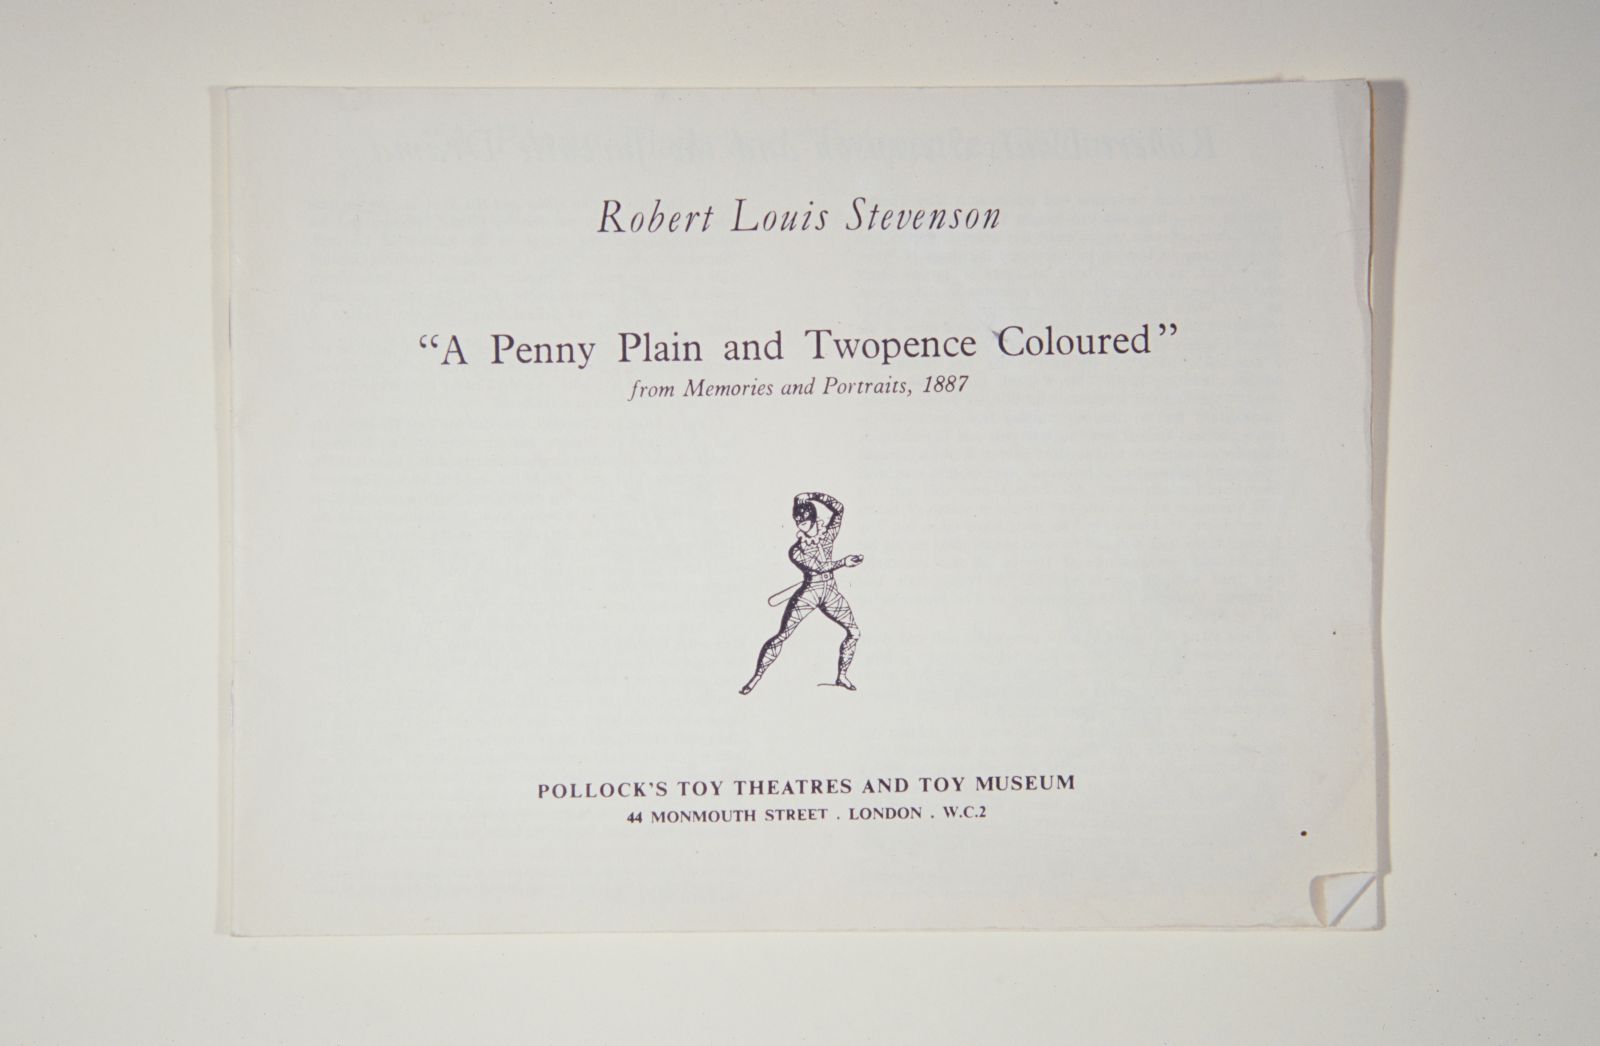 Robert Louis Stevenson
“A Penny Plain and Twopence Coloured”
from Memories and Portraits, 1887
POLLOCK’S TOY THEATRES AND TOY MUSEUM
44 MONMOUTH STREET . LONDON . W.C.2